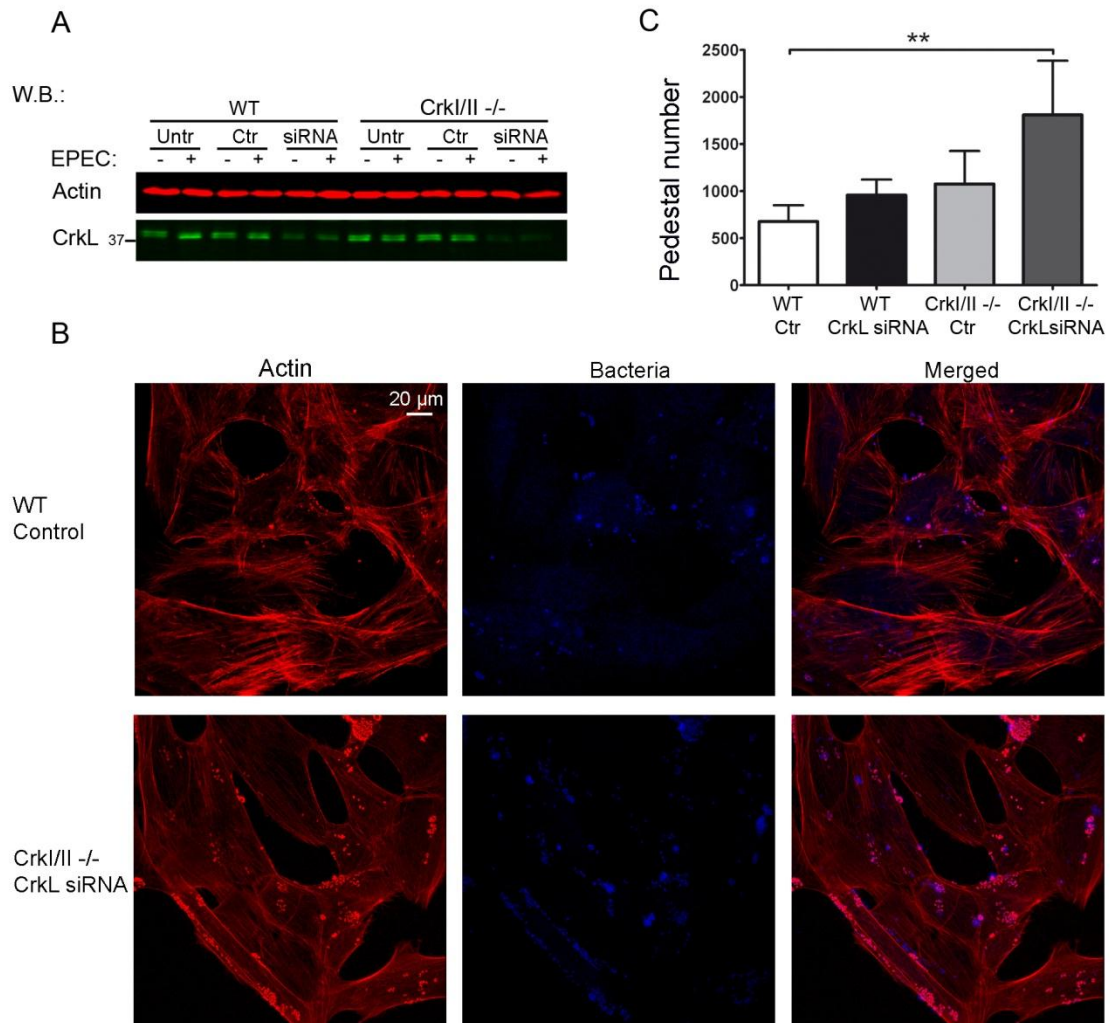 A
W.B.:
WT CrkI/II -/-
Untr Ctr siRNA Untr Ctr siRNA
EPEC: - + - + - + - + - + - +
Actin
CrkL 37
C
Pedestal number
2500
2000
1500
1000
500
0
**
WT CrkI/II -/- CrkI/II -/-
WT
Ctr CrkL siRNA Ctr CrkLsiRNA
B
Actin Bacteria Merged
20 µm
WT
Control
CrkI/II -/-
CrkL siRNA